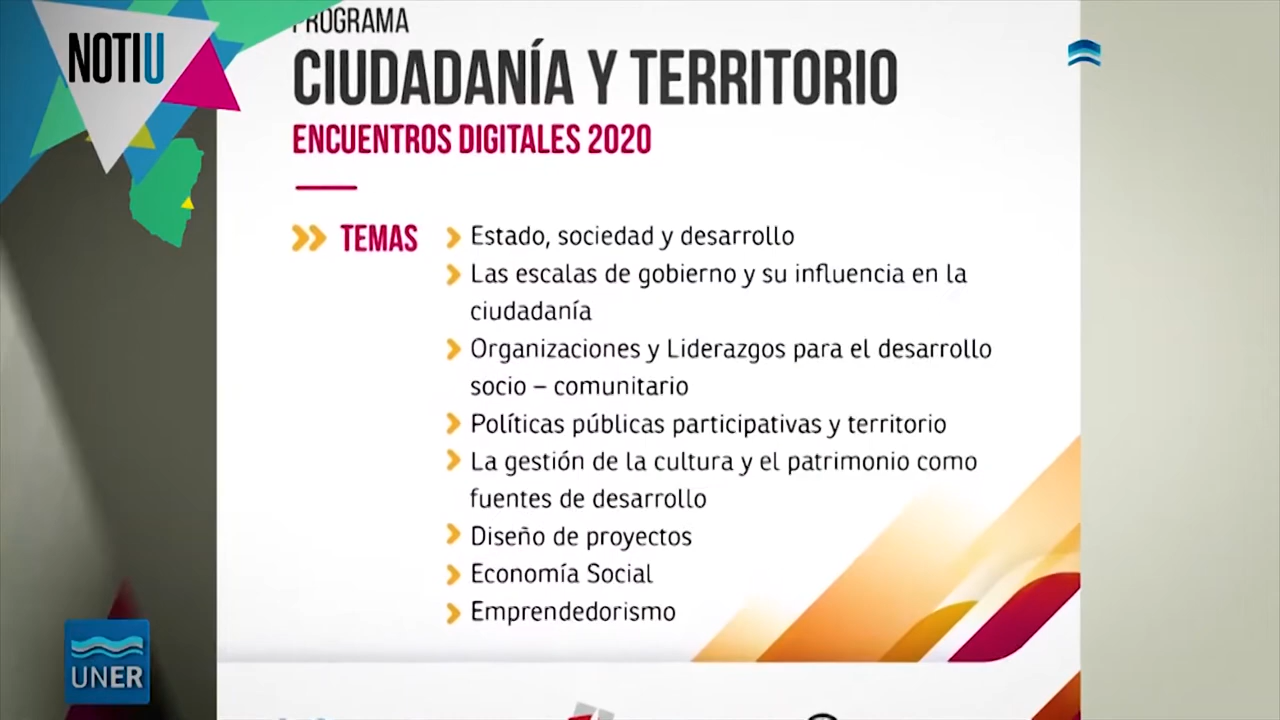 NOTIU
PROGRAMA
CIUDADANÍA Y TERRITORIO
ENCUENTROS DIGITALES 2020
TEMAS
Estado, sociedad y desarrollo
Las escalas de gobierno y su influencia en la
ciudadanía
Organizaciones y Liderazgos para el desarrollo
socio – comunitario
Políticas públicas participativas y territorio
La gestión de la cultura y el patrimonio como
fuentes de desarrollo
Diseño de proyectos
Economía Social
Emprendedorismo
UNER